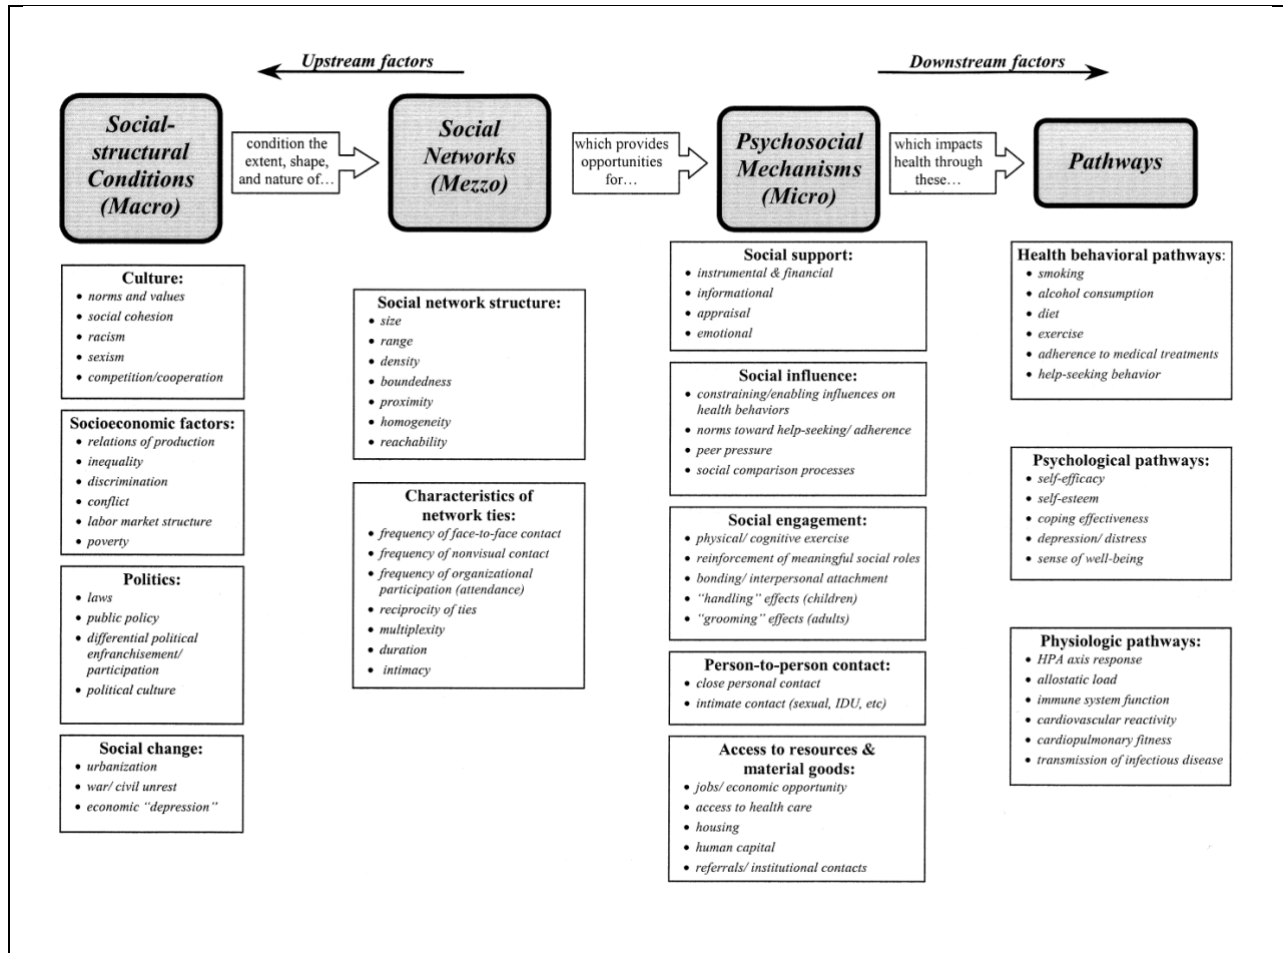 Upstream factors
Downstream factors
Social-
structural
Conditions
(Macro)
condition the
extent, shape,
and nature of…
Social
Networks
(Mezzo)
which provides
opportunities
for…
Psychosocial
Mechanisms
(Micro)
which impacts
health through
these…
Pathways
Culture:
• norms and values
• social cohesion
• racism
• sexism
• competition/cooperation
Socioeconomic factors:
• relations of production
• inequality
• discrimination
• conflict
• labor market structure
• poverty
Politics:
• laws
• public policy
• differential political
enfranchisement/
participation
• political culture
Social change:
• urbanization
• war/ civil unrest
• economic “depression”
Social network structure:
• size
• range
• density
• boundedness
• proximity
• homogeneity
• reachability
Characteristics of
network ties:
• frequency of face-to-face contact
• frequency of nonvisual contact
• frequency of organizational
participation (attendance)
• reciprocity of ties
• multiplexity
• duration
• intimacy
Social support:
• instrumental & financial
• informational
• appraisal
• emotional
Social influence:
• constraining/enabling influences on
health behaviors
• norms toward help-seeking/ adherence
• peer pressure
• social comparison processes
Social engagement:
• physical/ cognitive exercise
• reinforcement of meaningful social roles
• bonding/ interpersonal attachment
• “handling” effects (children)
• “grooming” effects (adults)
Person-to-person contact:
• close personal contact
• intimate contact (sexual, IDU, etc)
Access to resources &
material goods:
• jobs/ economic opportunity
• access to health care
• housing
• human capital
• referrals/ institutional contacts
Health behavioral pathways:
• smoking
• alcohol consumption
• diet
• exercise
• adherence to medical treatments
• help-seeking behavior
Psychological pathways:
• self-efficacy
• self-esteem
• coping effectiveness
• depression/ distress
• sense of well-being
Physiologic pathways:
• HPA axis response
• allostatic load
• immune system function
• cardiovascular reactivity
• cardiopulmonary fitness
• transmission of infectious disease